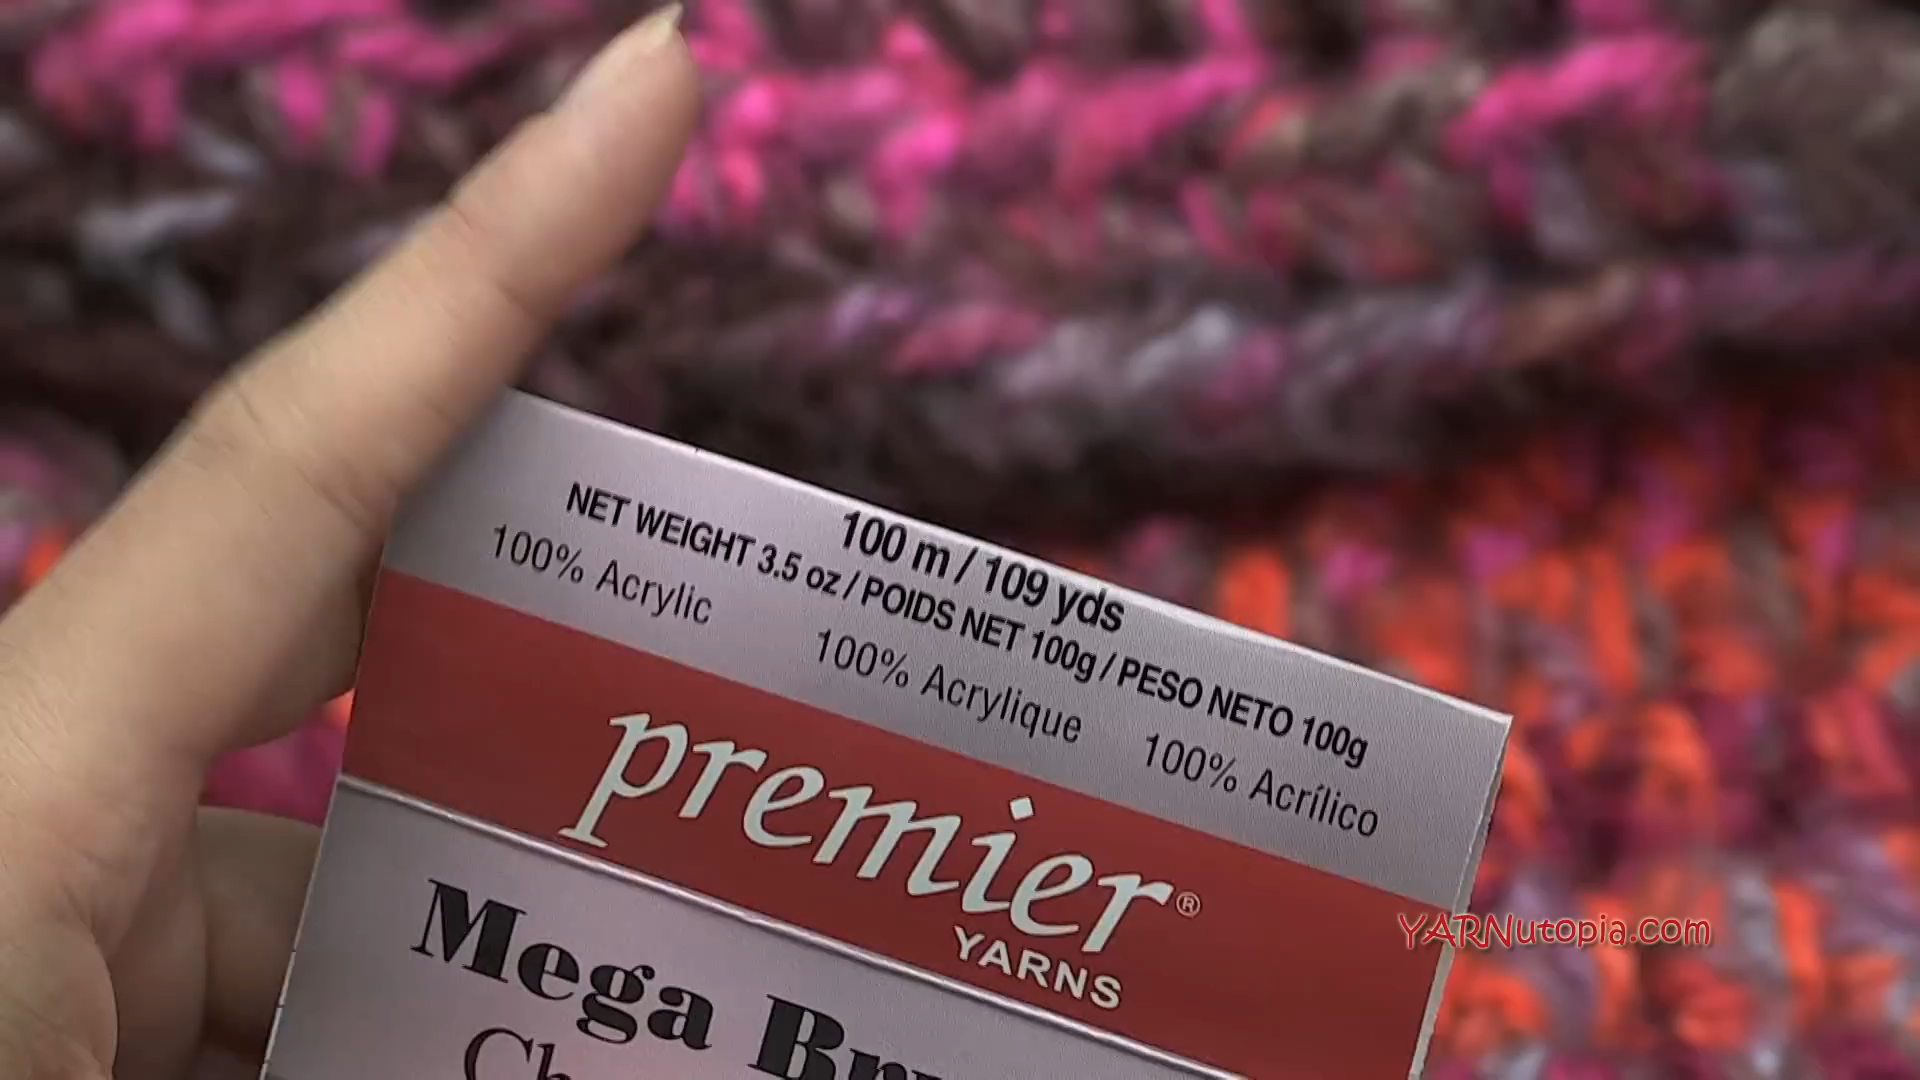 100 m / 109 yds
NET WEIGHT 3.5 oz / POIDS NET 100g / PESO NETO 100g
100% Acrylic 100% Acrylique 100% Acrílico
premier®
YARNS
Mega
YARNutopia.com